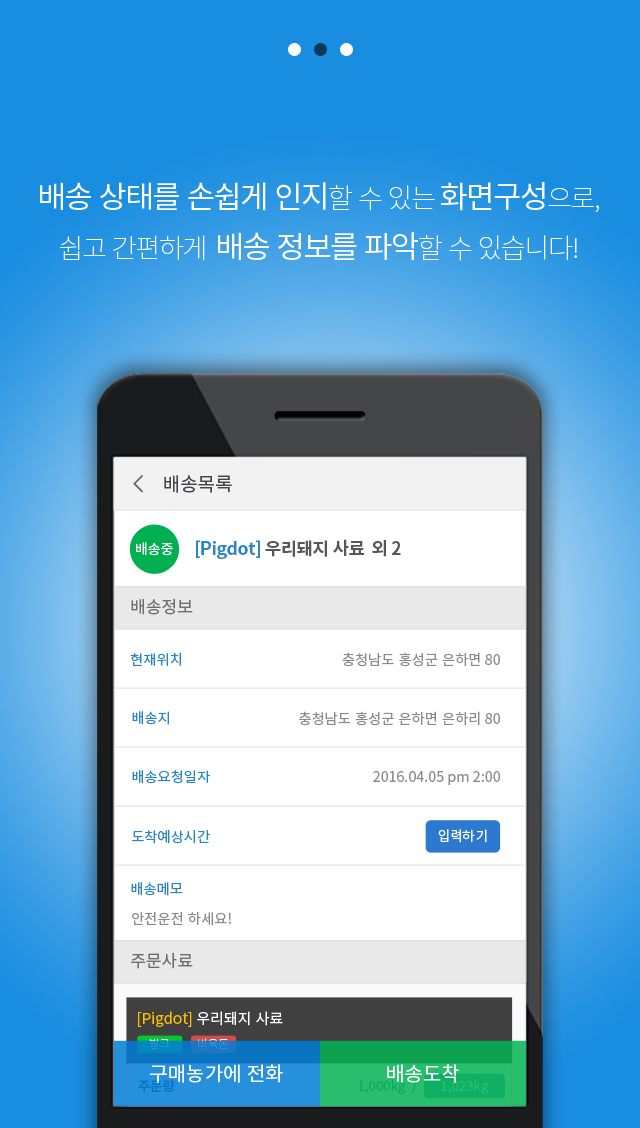 배송 상태를 손쉽게 인지할 수 있는 화면구성으로,
쉽고 간편하게 배송 정보를 파악할 수 있습니다!
배송목록
배송중 [Pigdot] 우리돼지 사료 외 2
배송정보
현재위치 충청남도 홍성군 은하면 80
배송지 충청남도 홍성군 은하면 은하리 80
배송요청일자 2016.04.05 pm 2:00
도착예상시간 입력하기
배송메모
안전운전 하세요!
주문사료
[Pigdot] 우리돼지 사료
벌크
구매농가에 전화 배송도착
주문량 1,000kg / 1,023kg